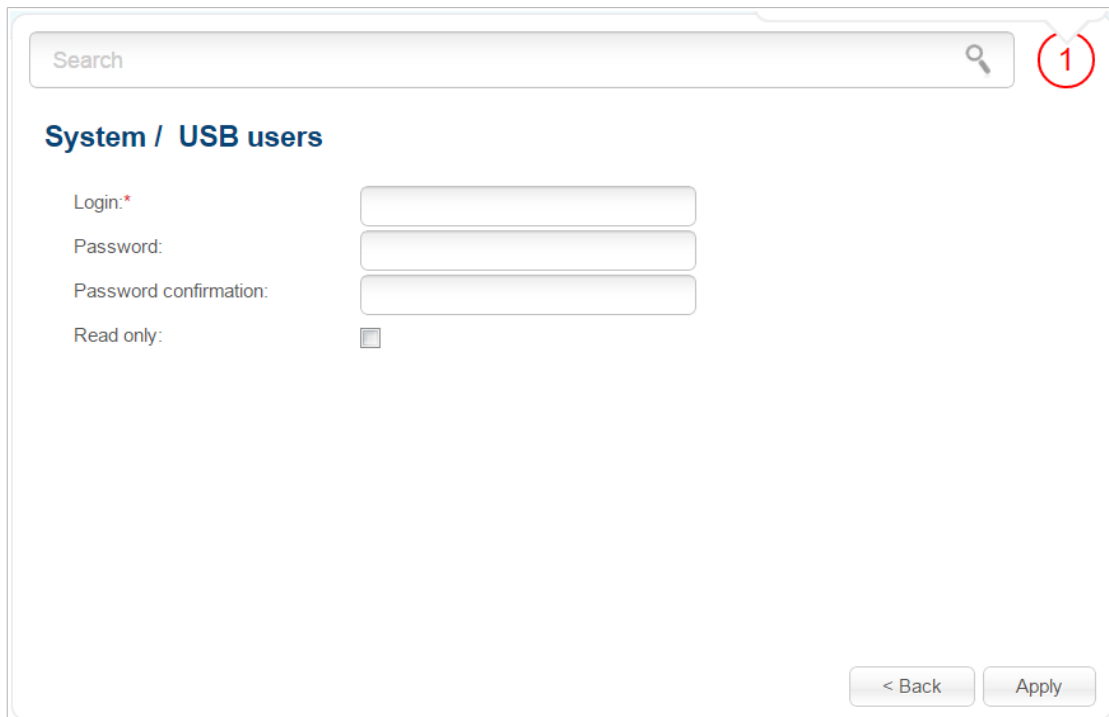 Search
1
System / USB users
Login:*
Password:
Password confirmation:
Read only:
< Back
Apply